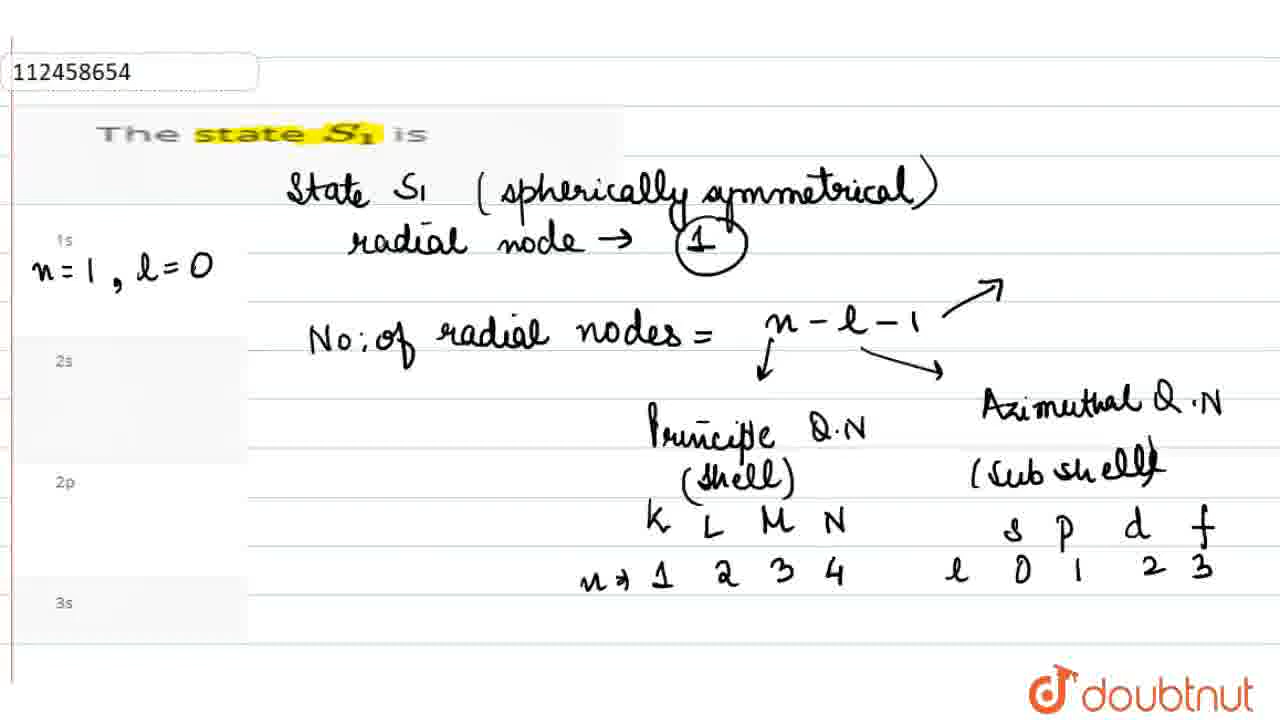 112458654
The state S₁ is
State S₁ (spherically symmetrical)
radial node → 1
1s
n=1, l=0
No: of radial nodes = n-l-1
2s
Principle Q.N
Azimuthal Q.N
(shell)
(sub shell)
2p
K L M N
s p d f
n → 1 2 3 4
l 0 1 2 3
3s
doubtnut